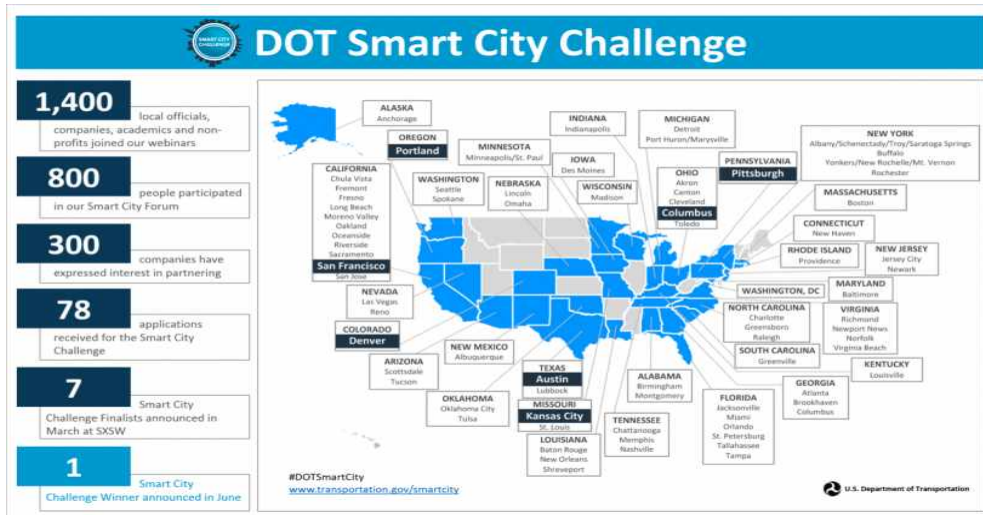 SMART CITY
CHALLENGE
DOT Smart City Challenge
1,400
local officials,
companies, academics and non-
profits joined our webinars
800
people participated
in our Smart City Forum
300
companies have
expressed interest in partnering
78
applications
received for the Smart City
Challenge
7
Smart City
Challenge Finalists announced in
March at SXSW
1
Smart City
Challenge Winner announced in June
ALASKA
Anchorage
OREGON
Portland
CALIFORNIA
Chula Vista
Fremont
Fresno
Long Beach
Moreno Valley
Oakland
Oceanside
Riverside
Sacramento
San Francisco
San Jose
WASHINGTON
Seattle
Spokane
MINNESOTA
Minneapolis/St. Paul
NEBRASKA
Lincoln
Omaha
INDIANA
Indianapolis
IOWA
Des Moines
WISCONSIN
Madison
MICHIGAN
Detroit
Port Huron/Marysville
OHIO
Akron
Canton
Cleveland
Columbus
Toledo
PENNSYLVANIA
Pittsburgh
NEW YORK
Albany/Schenectady/Troy/Saratoga Springs
Buffalo
Yonkers/New Rochelle/Mt. Vernon
Rochester
MASSACHUSETTS
Boston
CONNECTICUT
New Haven
RHODE ISLAND
Providence
NEW JERSEY
Jersey City
Newark
WASHINGTON, DC
MARYLAND
Baltimore
NEVADA
Las Vegas
Reno
COLORADO
Denver
ARIZONA
Scottsdale
Tucson
NEW MEXICO
Albuquerque
OKLAHOMA
Oklahoma City
Tulsa
TEXAS
Austin
Lubbock
MISSOURI
Kansas City
St. Louis
LOUISIANA
Baton Rouge
New Orleans
Shreveport
TENNESSEE
Chattanooga
Memphis
Nashville
ALABAMA
Birmingham
Montgomery
NORTH CAROLINA
Charlotte
Greensboro
Raleigh
SOUTH CAROLINA
Greenville
VIRGINIA
Richmond
Newport News
Norfolk
Virginia Beach
KENTUCKY
Louisville
GEORGIA
Atlanta
Brookhaven
Columbus
FLORIDA
Jacksonville
Miami
Orlando
St. Petersburg
Tallahassee
Tampa
#DOTSmartCity
www.transportation.gov/smartcity
U.S. Department of Transportation